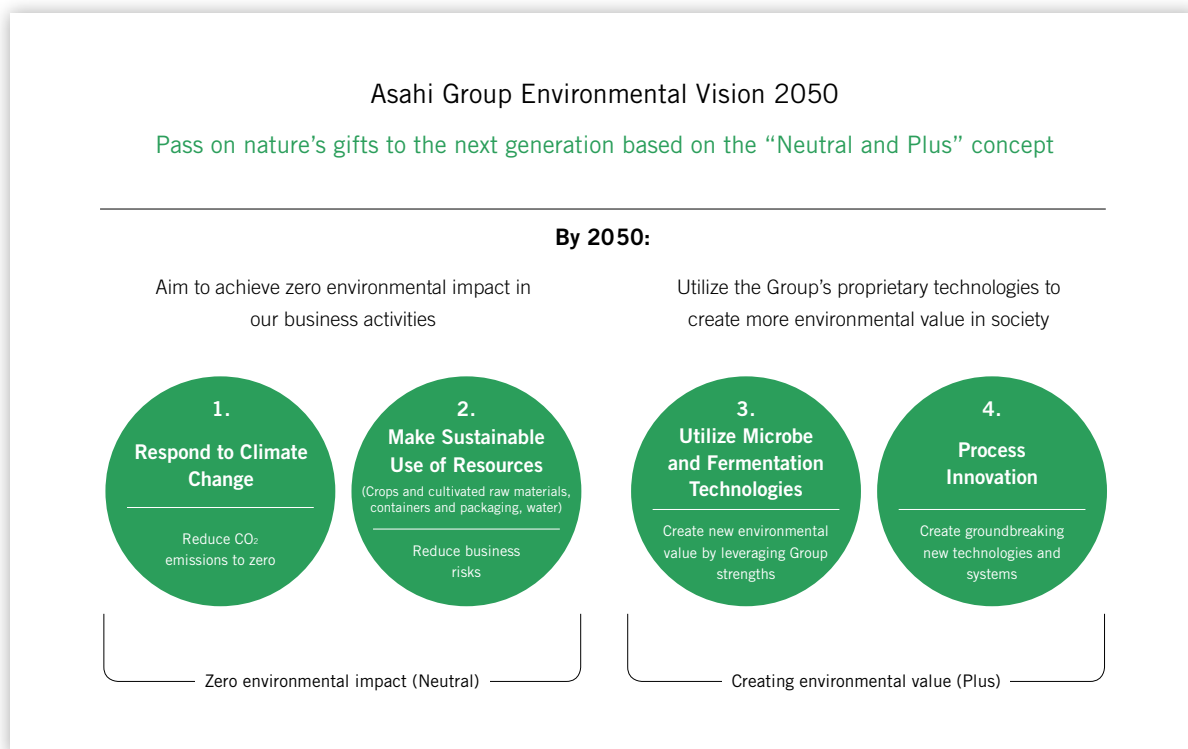 Asahi Group Environmental Vision 2050
Pass on nature's gifts to the next generation based on the “Neutral and Plus” concept
By 2050:
Aim to achieve zero environmental impact in
our business activities
Utilize the Group's proprietary technologies to
create more environmental value in society
1.
Respond to Climate
Change
Reduce CO₂
emissions to zero
2.
Make Sustainable
Use of Resources
(Crops and cultivated raw materials,
containers and packaging, water)
Reduce business
risks
3.
Utilize Microbe
and Fermentation
Technologies
Create new environmental
value by leveraging Group
strengths
4.
Process
Innovation
Create groundbreaking
new technologies and
systems
Zero environmental impact (Neutral)
Creating environmental value (Plus)